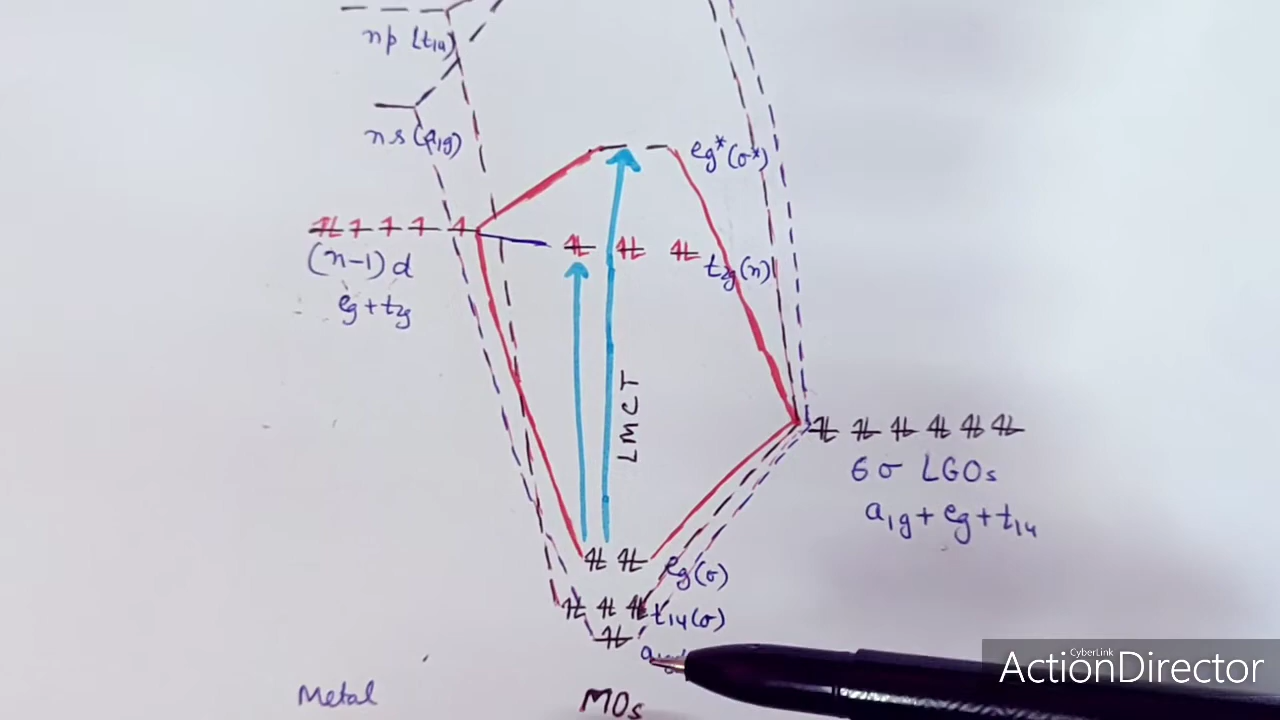 np (t₁u)
ns (a₁g)
eg*(σ*)
(n-1) d
t₂g(n)
eg + t₂g
LMCT
6σ LGOs
a₁g + eg + t₁u
eg(σ)
t₁u(σ)
Metal
MOs
CyberLink
ActionDirector